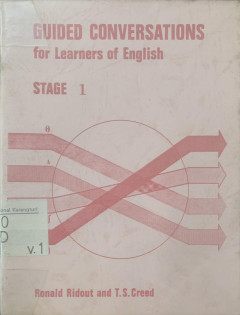 GUIDED CONVERSATIONS
for Learners of English
STAGE 1
v.1
Ronald Ridout and T.S.Creed